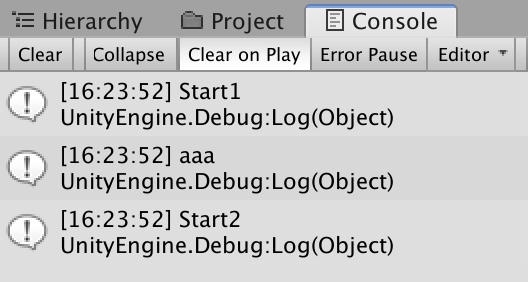 Hierarchy Project Console
Clear Collapse Clear on Play Error Pause Editor
[16:23:52] Start1
UnityEngine.Debug:Log(Object)
[16:23:52] aaa
UnityEngine.Debug:Log(Object)
[16:23:52] Start2
UnityEngine.Debug:Log(Object)